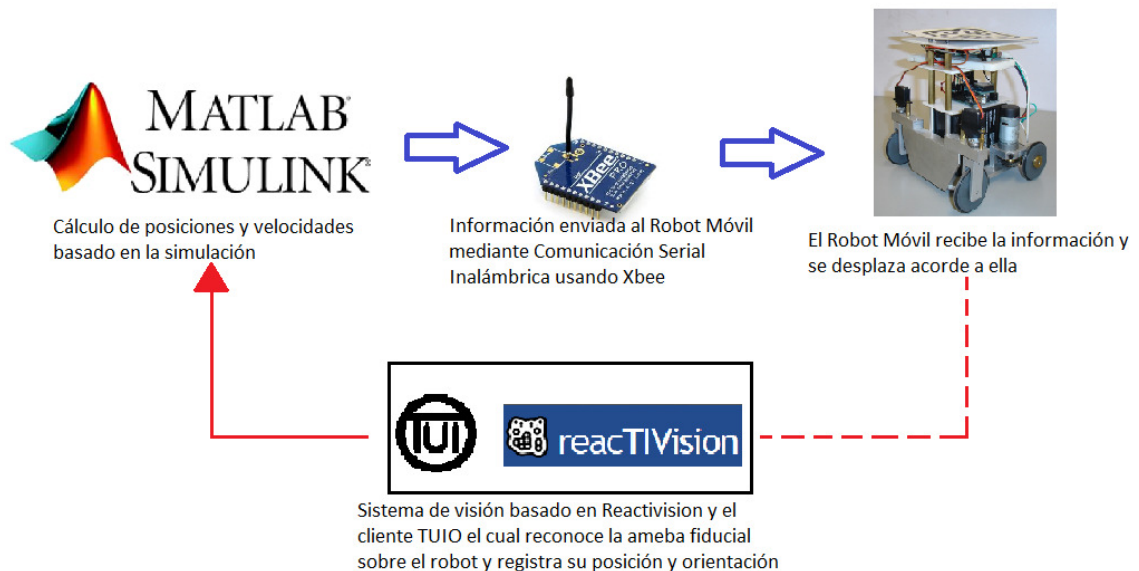 MATLAB
SIMULINK
Cálculo de posiciones y velocidades
basado en la simulación
XBee
PRO
Información enviada al Robot Móvil
mediante Comunicación Serial
Inalámbrica usando Xbee
El Robot Móvil recibe la información y
se desplaza acorde a ella
TUI
reacTIVision
Sistema de visión basado en Reactivision y el
cliente TUIO el cual reconoce la ameba fiducial
sobre el robot y registra su posición y orientación